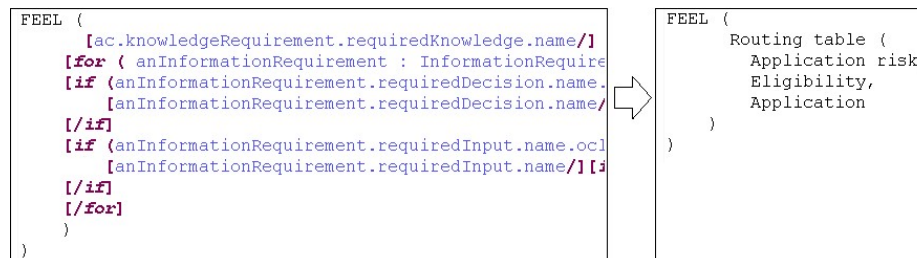 FEEL (
[ac.knowledgeRequirement.requiredKnowledge.name/]
[for ( anInformationRequirement : InformationRequire
[if (anInformationRequirement.requiredDecision.name.
[anInformationRequirement.requiredDecision.name/
[/if]
[if (anInformationRequirement.requiredInput.name.ocl
[anInformationRequirement.requiredInput.name/][i
[/if]
[/for]
)
)
FEEL (
Routing table (
Application risk
Eligibility,
Application
)
)